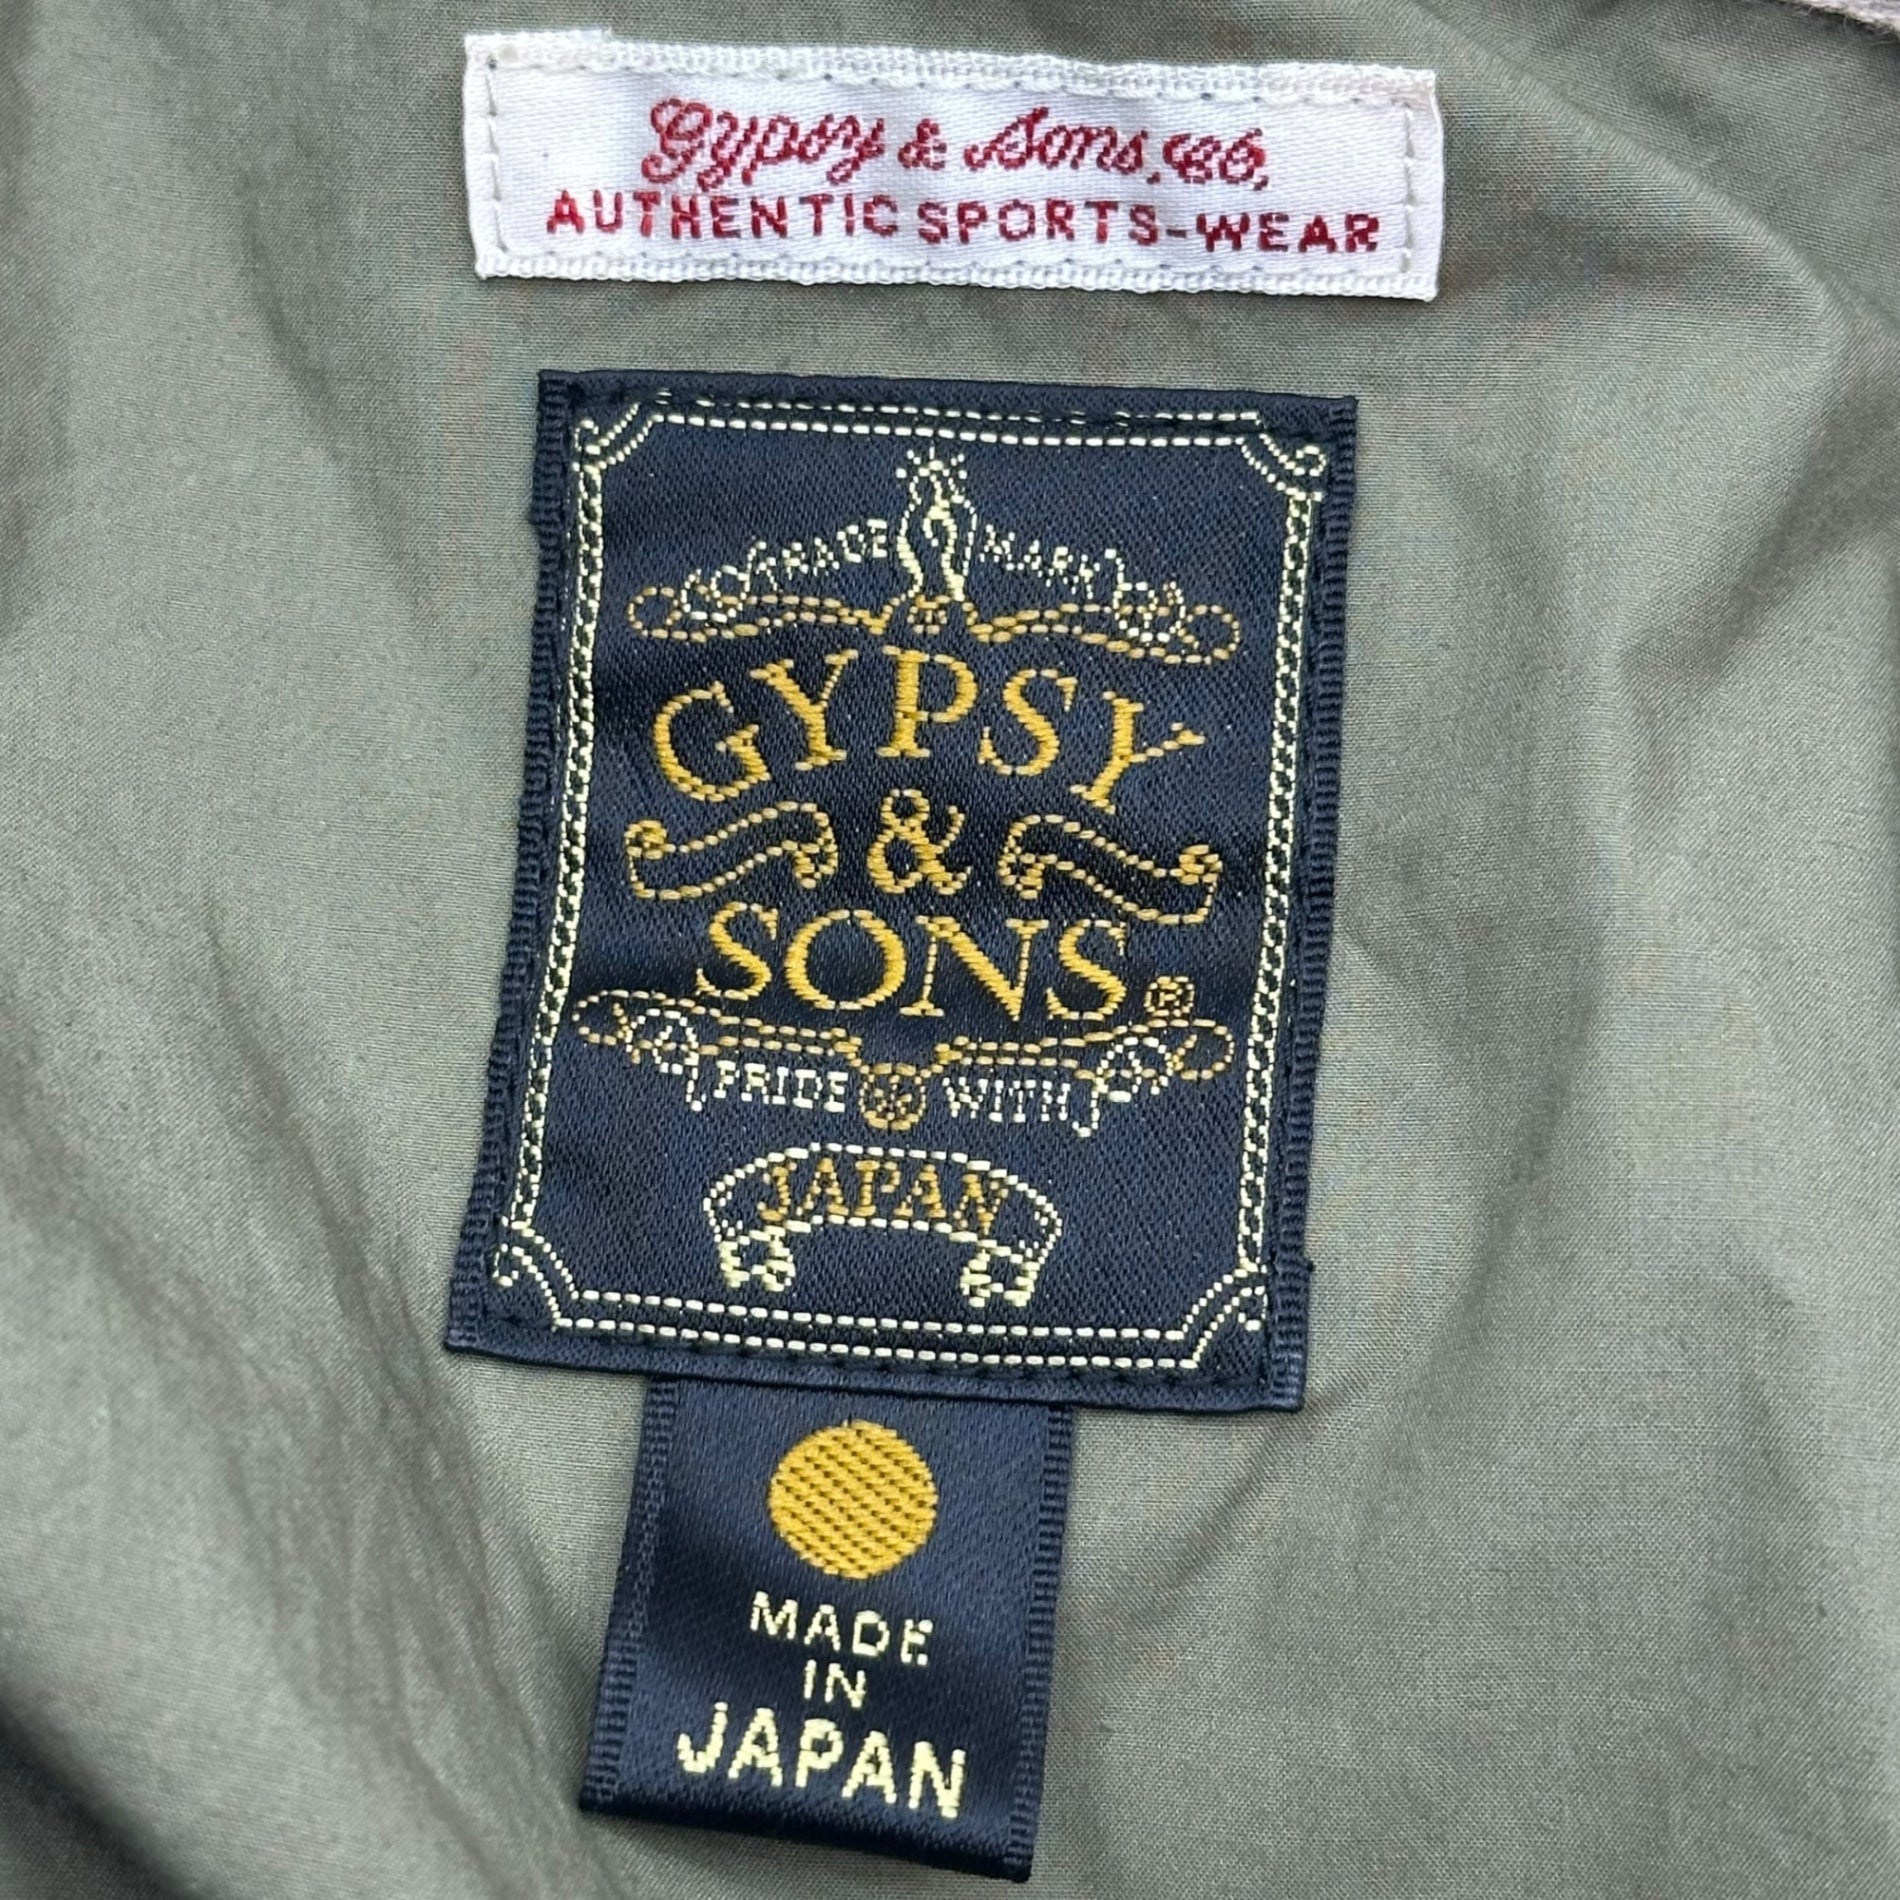 Gypsy & Sons, Co,
AUTHENTIC SPORTS-WEAR
TRADE MARK
GYPSY
&
SONS®
PRIDE WITH
JAPAN
MADE
IN
JAPAN